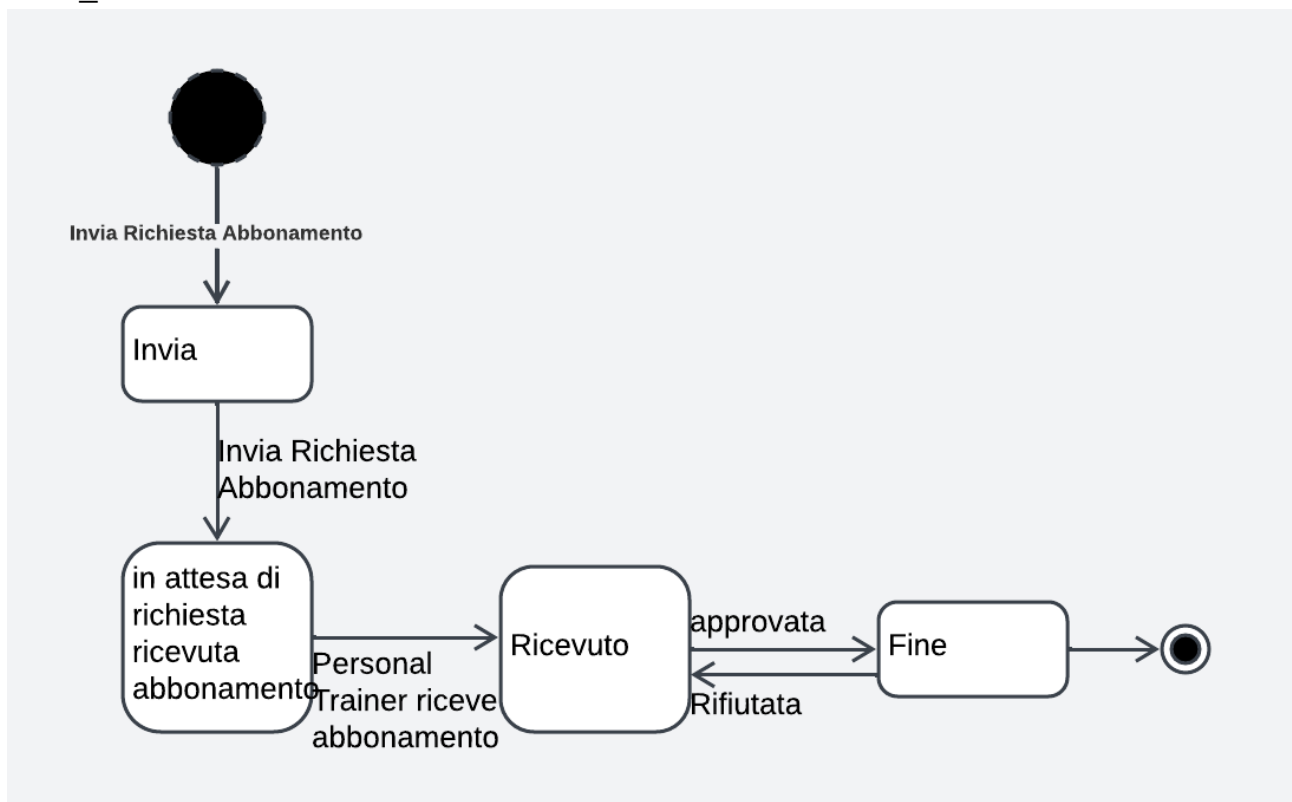 Invia Richiesta Abbonamento
Invia
Invia Richiesta
Abbonamento
in attesa di
richiesta
ricevuta
abbonamento
Personal
Trainer riceve
abbonamento
Ricevuto
approvata
Rifiutata
Fine